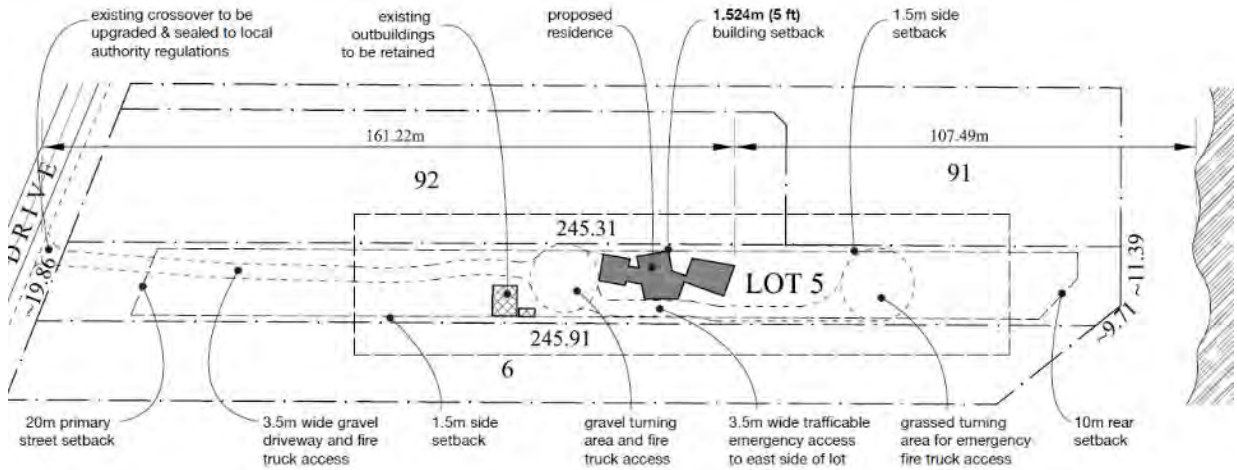 existing crossover to be
upgraded & sealed to local
authority regulations
existing
outbuildings
to be retained
proposed
residence
1.524m (5 ft)
building setback
1.5m side
setback
161.22m
107.49m
92
91
DRIVE
~19.86
245.31
LOT 5
~11.39
245.91
~9.71
6
20m primary
street setback
3.5m wide gravel
driveway and fire
truck access
1.5m side
setback
gravel turning
area and fire
truck access
3.5m wide trafficable
emergency access
to east side of lot
grassed turning
area for emergency
fire truck access
10m rear
setback